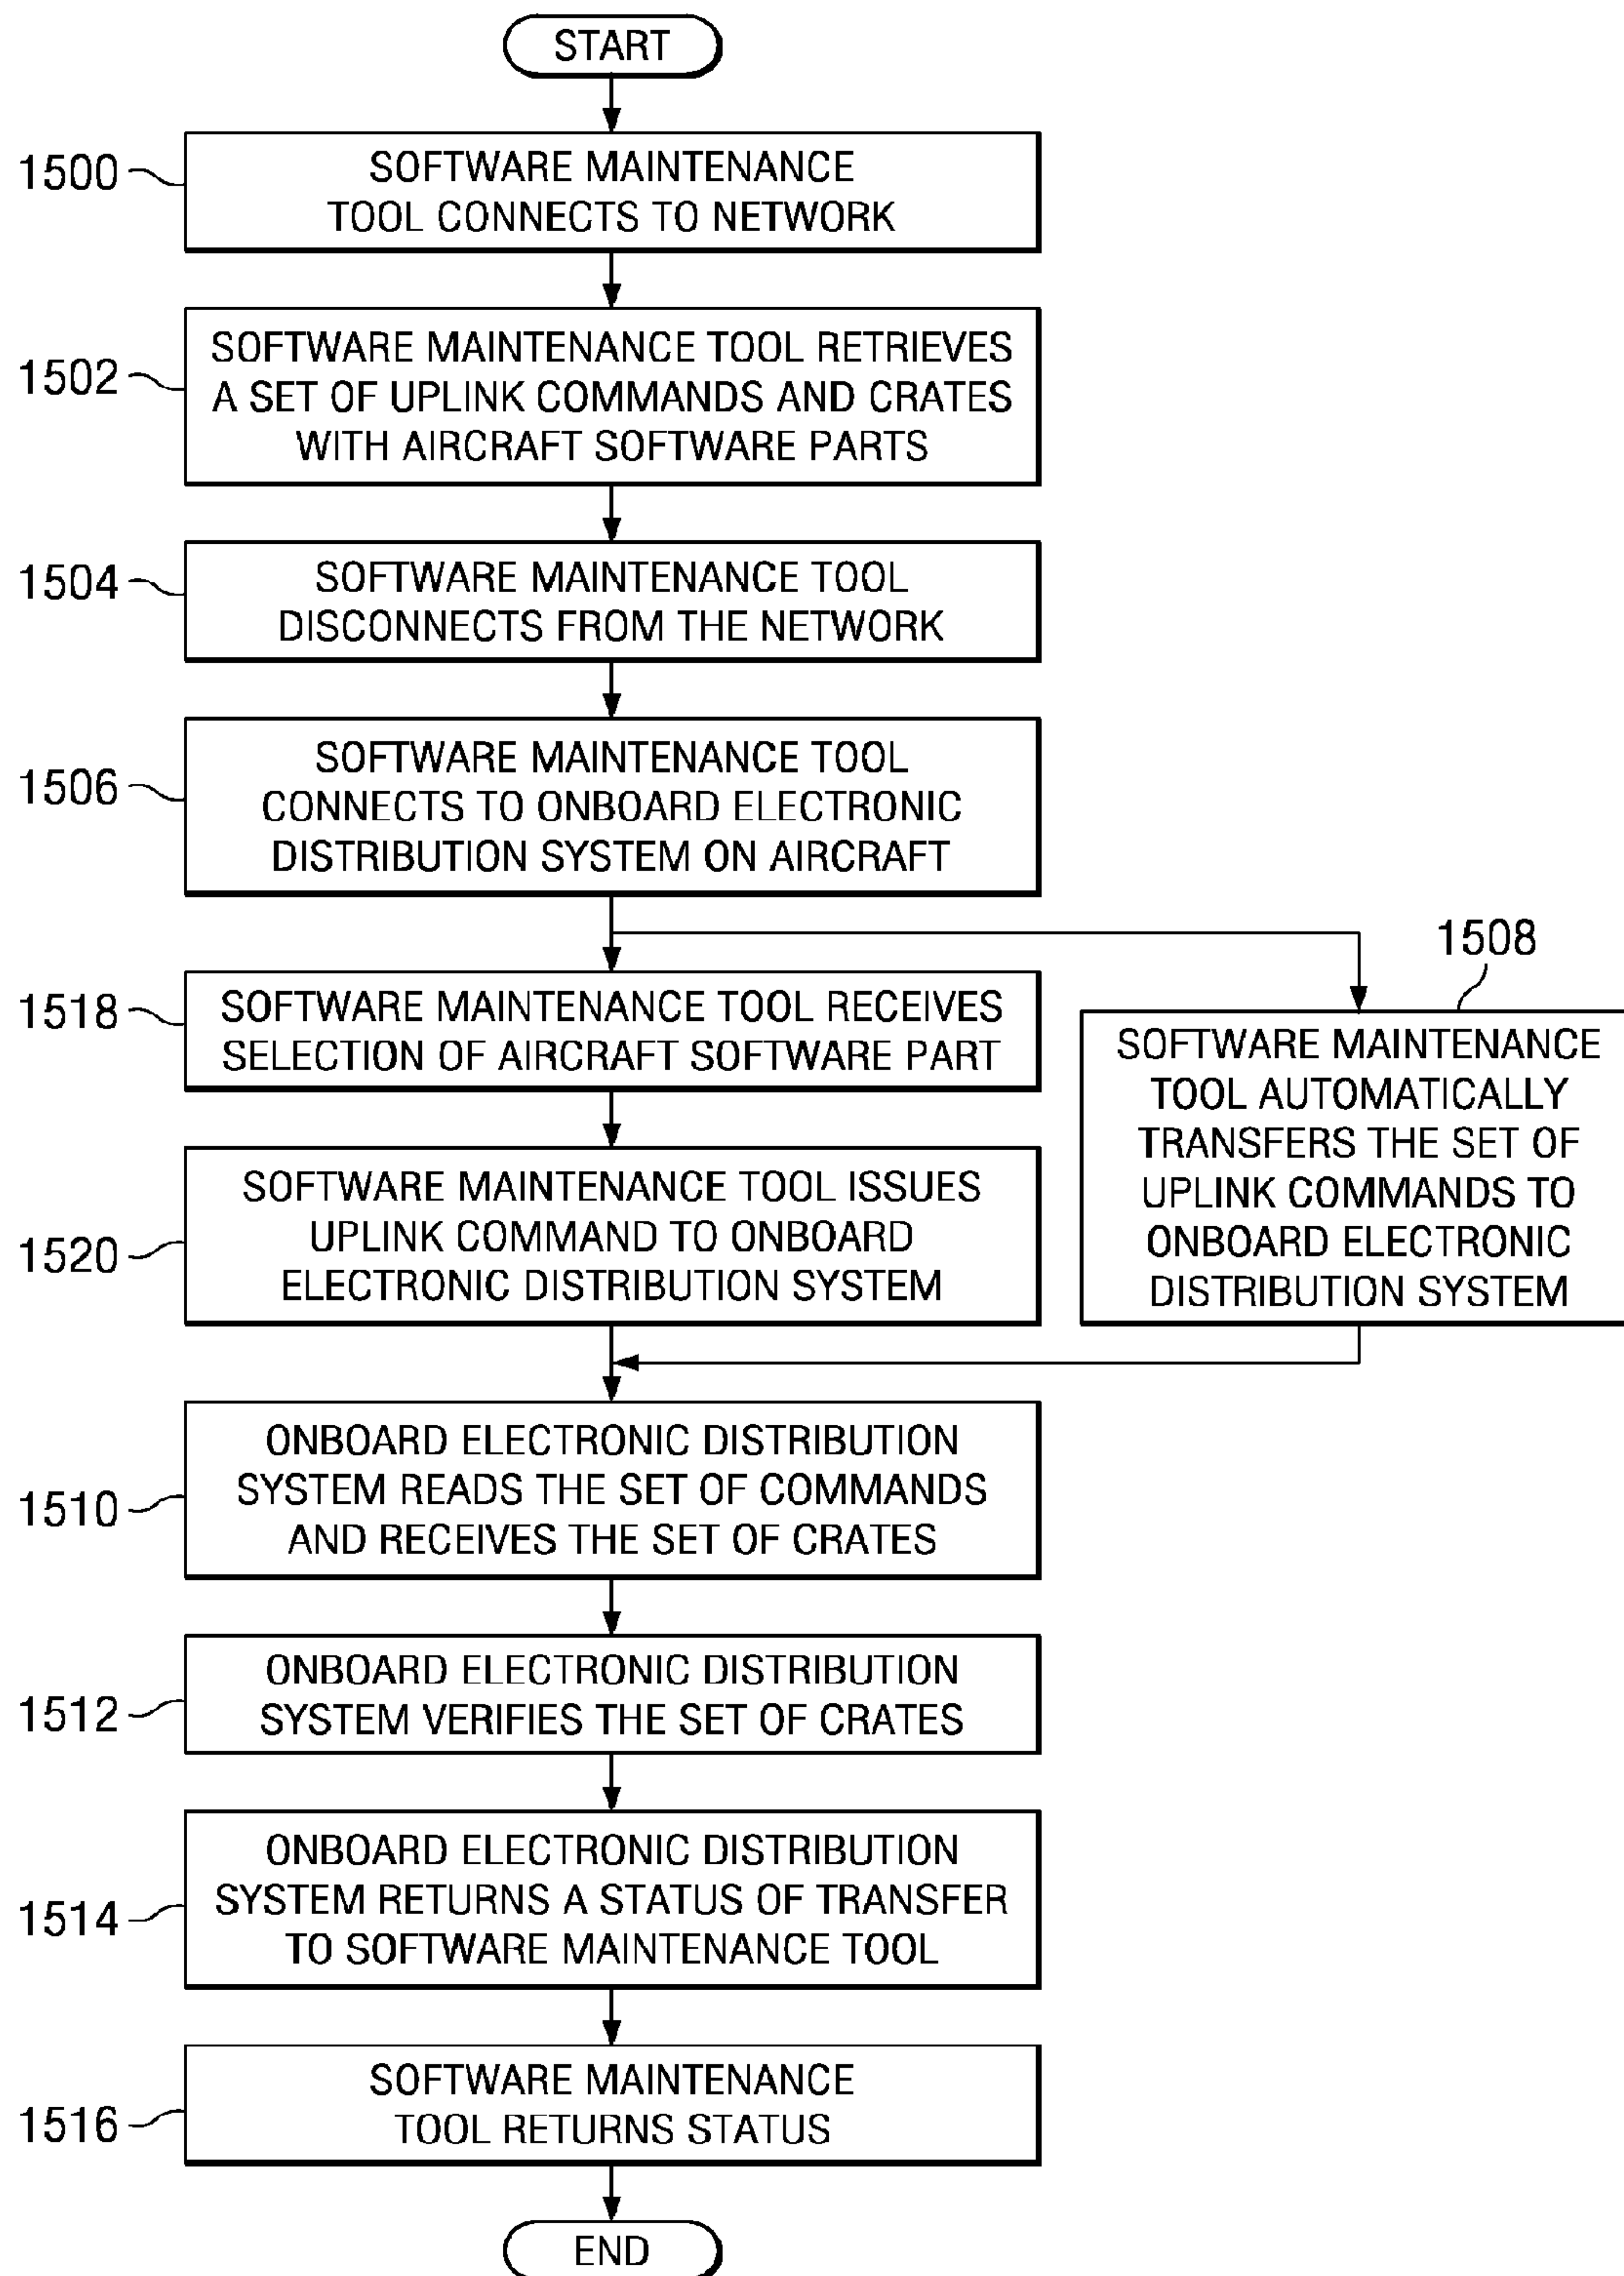 START
1500
SOFTWARE MAINTENANCE
TOOL CONNECTS TO NETWORK
1502
SOFTWARE MAINTENANCE TOOL RETRIEVES
A SET OF UPLINK COMMANDS AND CRATES
WITH AIRCRAFT SOFTWARE PARTS
1504
SOFTWARE MAINTENANCE TOOL
DISCONNECTS FROM THE NETWORK
1506
SOFTWARE MAINTENANCE TOOL
CONNECTS TO ONBOARD ELECTRONIC
DISTRIBUTION SYSTEM ON AIRCRAFT
1518
SOFTWARE MAINTENANCE TOOL RECEIVES
SELECTION OF AIRCRAFT SOFTWARE PART
1508
SOFTWARE MAINTENANCE
TOOL AUTOMATICALLY
TRANSFERS THE SET OF
UPLINK COMMANDS TO
ONBOARD ELECTRONIC
DISTRIBUTION SYSTEM
1520
SOFTWARE MAINTENANCE TOOL ISSUES
UPLINK COMMAND TO ONBOARD
ELECTRONIC DISTRIBUTION SYSTEM
1510
ONBOARD ELECTRONIC DISTRIBUTION
SYSTEM READS THE SET OF COMMANDS
AND RECEIVES THE SET OF CRATES
1512
ONBOARD ELECTRONIC DISTRIBUTION
SYSTEM VERIFIES THE SET OF CRATES
1514
ONBOARD ELECTRONIC DISTRIBUTION
SYSTEM RETURNS A STATUS OF TRANSFER
TO SOFTWARE MAINTENANCE TOOL
1516
SOFTWARE MAINTENANCE
TOOL RETURNS STATUS
END